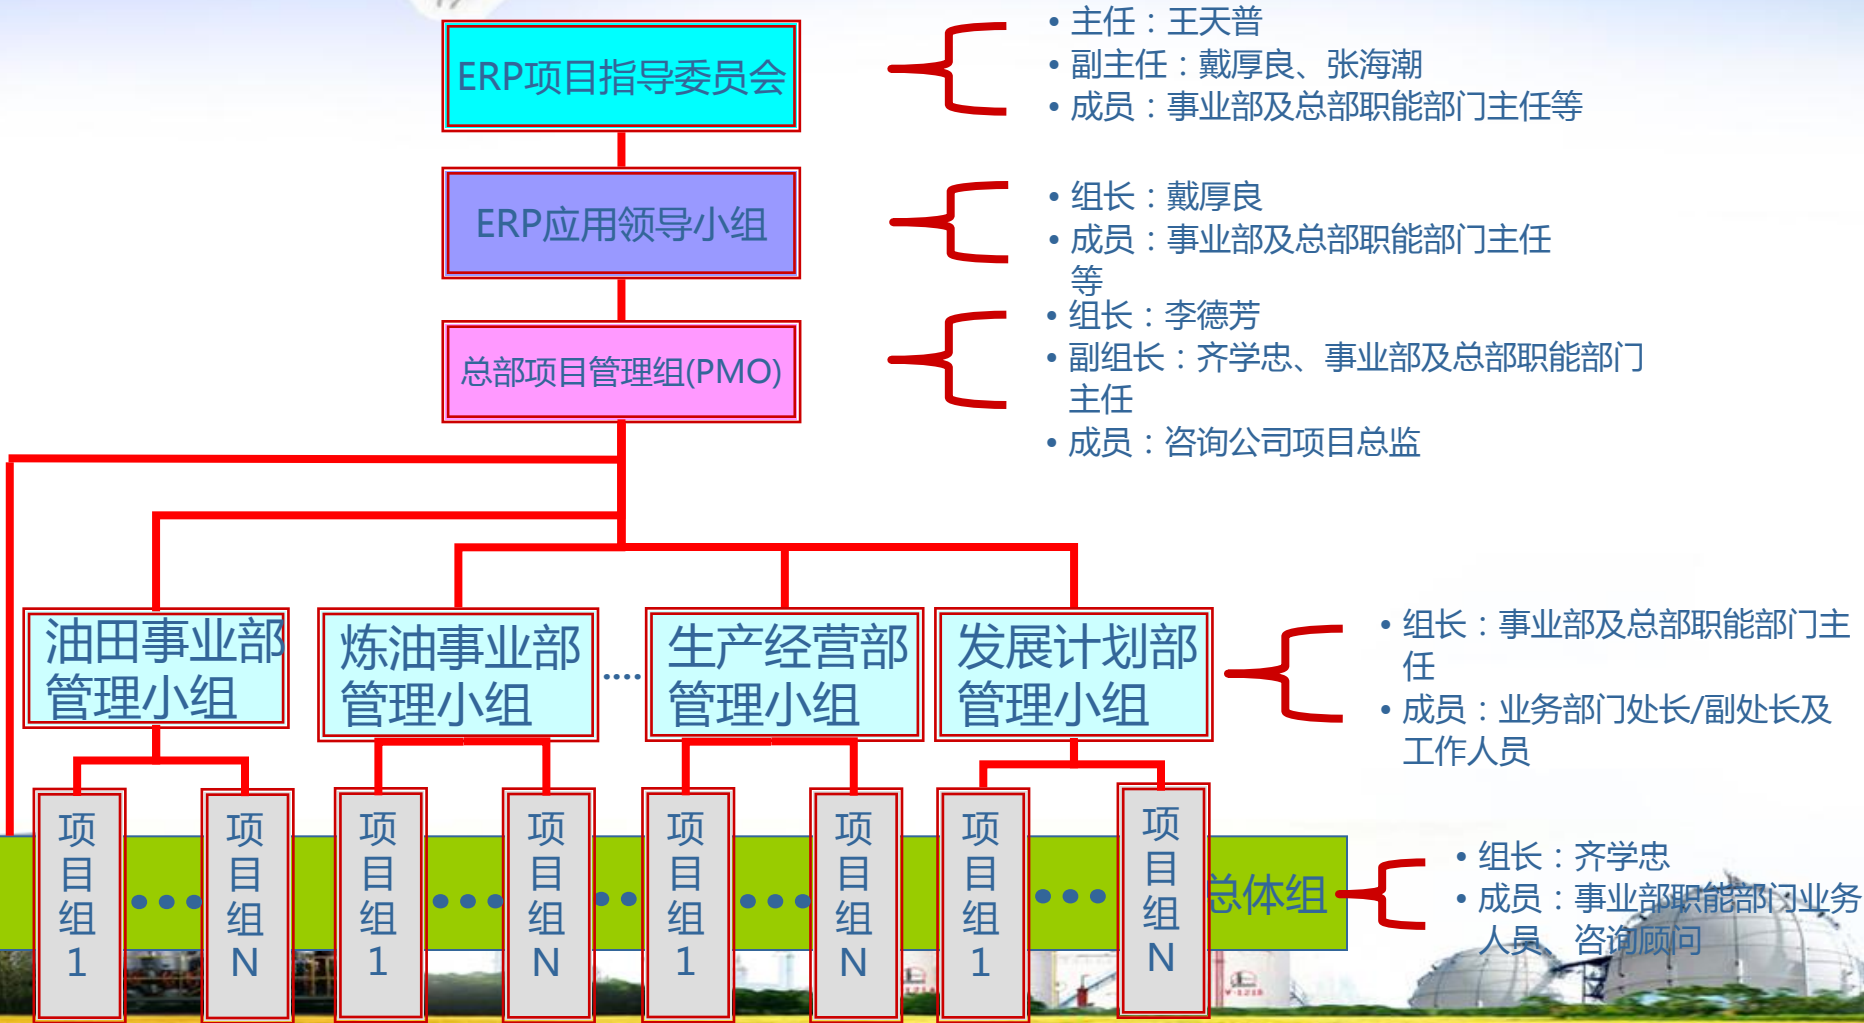 ERP项目指导委员会
• 主任：王天普
• 副主任：戴厚良、张海潮
• 成员：事业部及总部职能部门主任等
ERP应用领导小组
• 组长：戴厚良
• 成员：事业部及总部职能部门主任
等
总部项目管理组(PMO)
• 组长：李德芳
• 副组长：齐学忠、事业部及总部职能部门
主任
• 成员：咨询公司项目总监
油田事业部
管理小组
炼油事业部
管理小组
....
生产经营部
管理小组
发展计划部
管理小组
• 组长：事业部及总部职能部门主
任
• 成员：业务部门处长/副处长及
工作人员
项目组1
项目组N
项目组1
项目组N
项目组1
项目组N
项目组1
项目组N
总体组
• 组长：齐学忠
• 成员：事业部职能部门业务
人员、咨询顾问